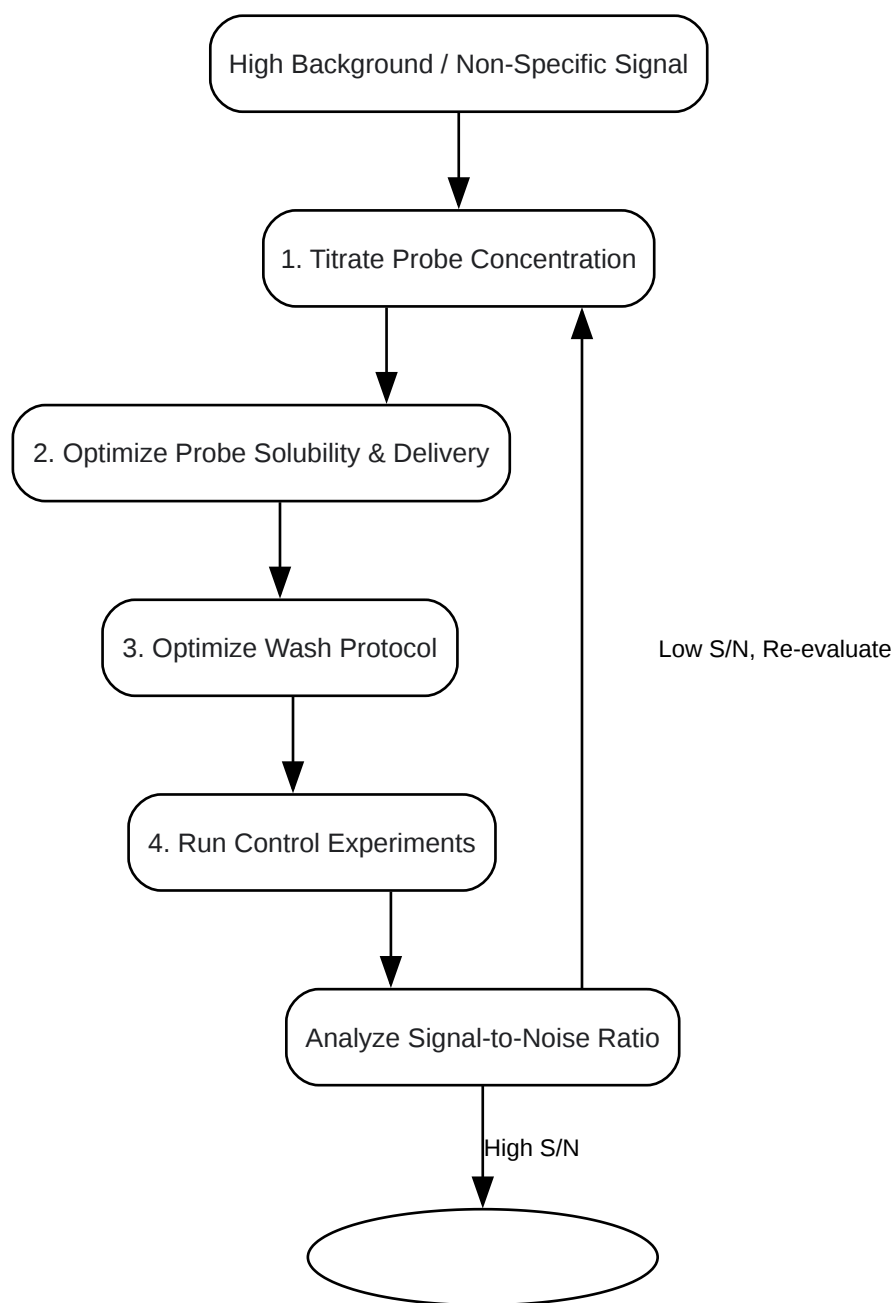 High Background / Non-Specific Signal
1. Titrate Probe Concentration
2. Optimize Probe Solubility & Delivery
3. Optimize Wash Protocol
Low S/N, Re-evaluate
4. Run Control Experiments
Analyze Signal-to-Noise Ratio
High S/N